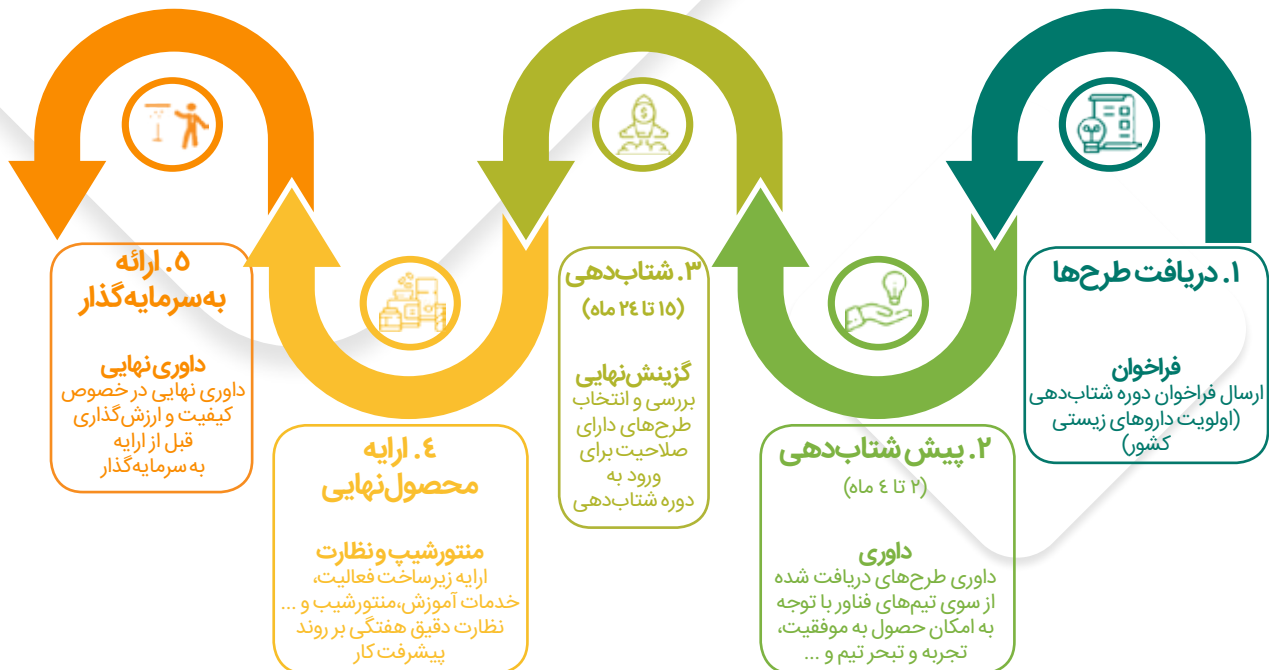 ۱. دریافت طرح‌ها
فراخوان
ارسال فراخوان دوره شتاب‌دهی
(اولویت داروهای زیستی
کشور)
۲. پیش شتاب‌دهی
(۲ تا ٤ ماه)
داوری
داوری طرح‌های دریافت شده
از سوی تیم‌های فناور با توجه
به امکان حصول به موفقیت،
تجربه و تبحر تیم و ...
۳. شتاب‌دهی
(۱٥ تا ۲٤ ماه)
گزینش‌نهایی
بررسی و انتخاب
طرح‌های دارای
صلاحیت برای
ورود به
دوره شتاب‌دهی
٤. ارایه
محصول‌نهایی
منتورشیپ و نظارت
ارایه زیرساخت فعالیت،
خدمات آموزش،منتورشیب و ...
نظارت دقیق هفتگی بر روند
پیشرفت کار
٥. ارائه
به‌سرمایه‌گذار
داوری‌نهایی
داوری نهایی در خصوص
کیفیت و ارزش‌گذاری
قبل از ارایه
به‌سرمایه‌گذار